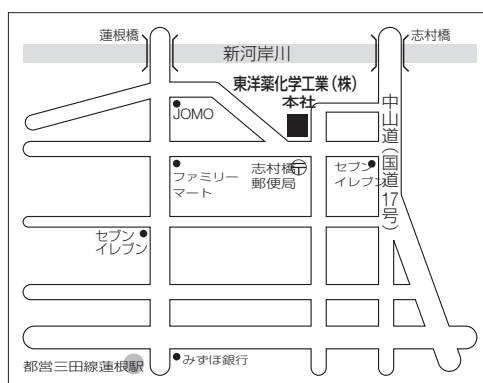 蓮根橋
志村橋
新河岸川
東洋薬化学工業(株)
本社
JOMO
中山道(国道17号)
ファミリー
マート
志村橋
郵便局
セブン
イレブン
セブン
イレブン
都営三田線蓮根駅
みずほ銀行